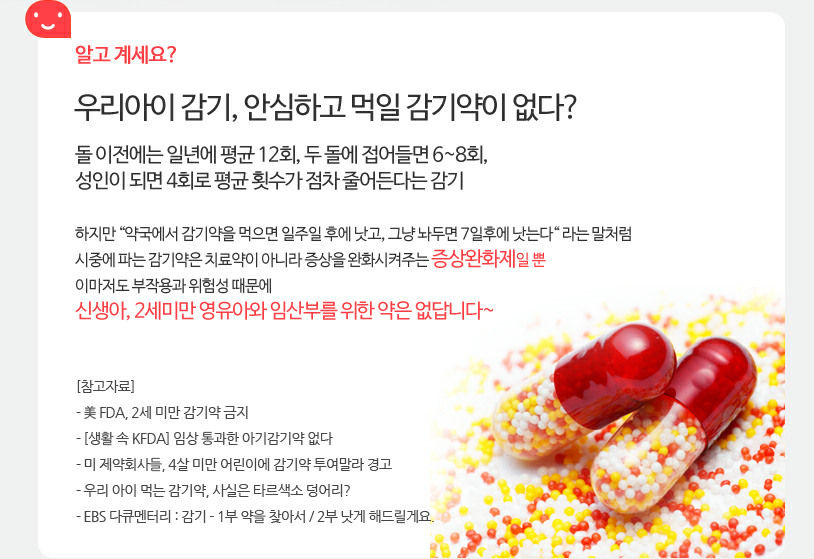 알고 계세요?
우리아이 감기, 안심하고 먹일 감기약이 없다?
돌 이전에는 일년에 평균 12회, 두 돌에 접어들면 6~8회,
성인이 되면 4회로 평균 횟수가 점차 줄어든다는 감기
하지만 “약국에서 감기약을 먹으면 일주일 후에 낫고, 그냥 놔두면 7일후에 낫는다“ 라는 말처럼
시중에 파는 감기약은 치료약이 아니라 증상을 완화시켜주는 증상완화제일 뿐
이마저도 부작용과 위험성 때문에
신생아, 2세미만 영유아와 임산부를 위한 약은 없답니다~
[참고자료]
- 美 FDA, 2세 미만 감기약 금지
- [생활 속 KFDA] 임상 통과한 아기감기약 없다
- 미 제약회사들, 4살 미만 어린이에 감기약 투여말라 경고
- 우리 아이 먹는 감기약, 사실은 타르색소 덩어리?
- EBS 다큐멘터리 : 감기 - 1부 약을 찾아서 / 2부 낫게 해드릴게요.